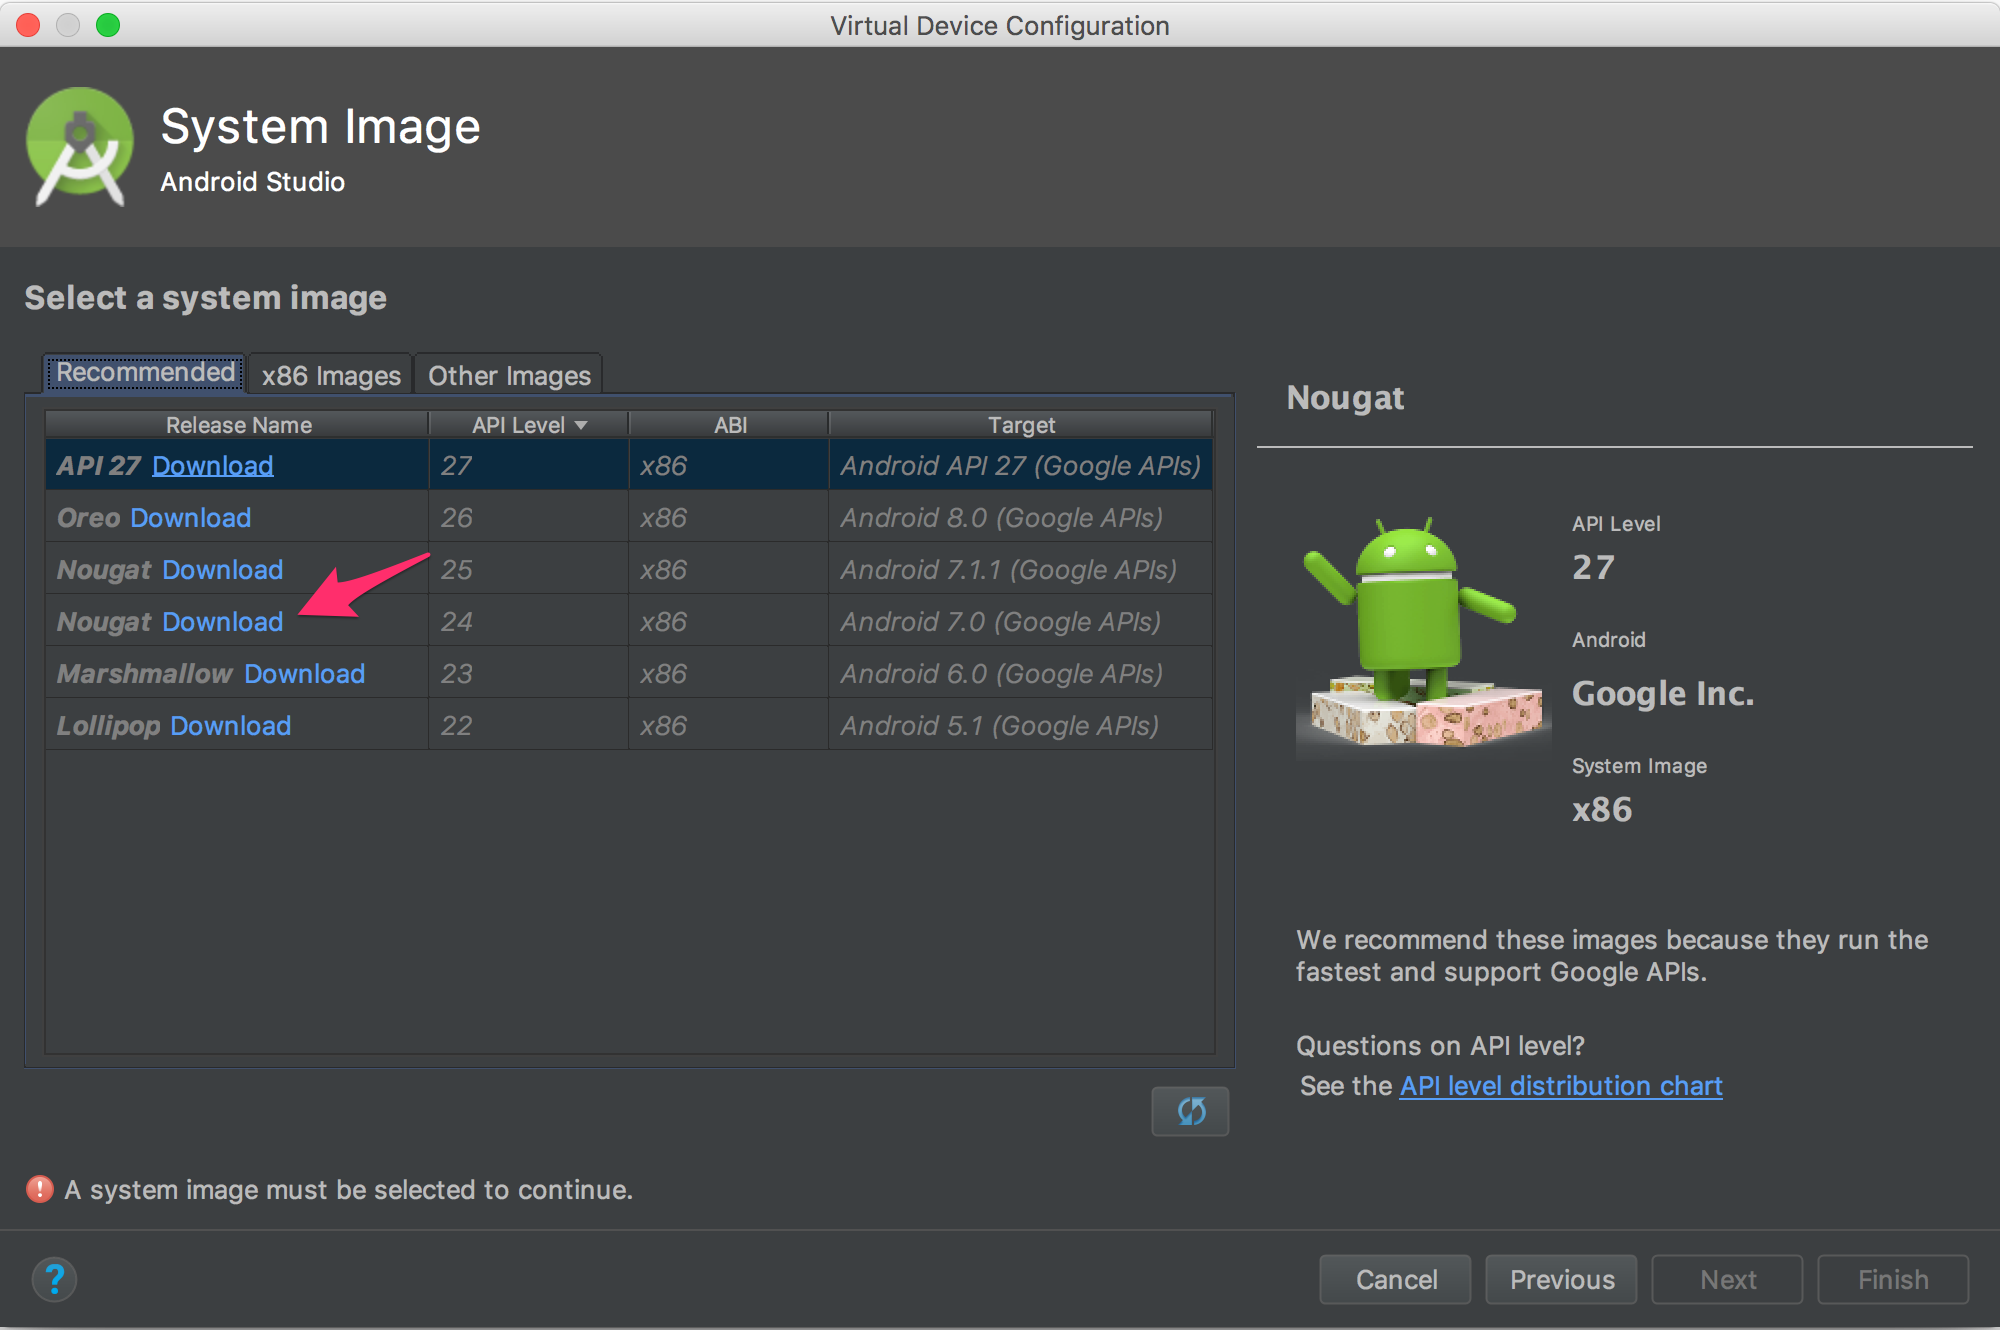 Virtual Device Configuration
System Image
Android Studio
Select a system image
Recommended x86 Images Other Images
Release Name API Level ABI Target
API 27 Download 27 x86 Android API 27 (Google APIs)
Oreo Download 26 x86 Android 8.0 (Google APIs)
Nougat Download 25 x86 Android 7.1.1 (Google APIs)
Nougat Download 24 x86 Android 7.0 (Google APIs)
Marshmallow Download 23 x86 Android 6.0 (Google APIs)
Lollipop Download 22 x86 Android 5.1 (Google APIs)
Nougat
API Level
27
Android
Google Inc.
System Image
x86
We recommend these images because they run the
fastest and support Google APIs.
Questions on API level?
See the API level distribution chart
! A system image must be selected to continue.
? Cancel Previous Next Finish